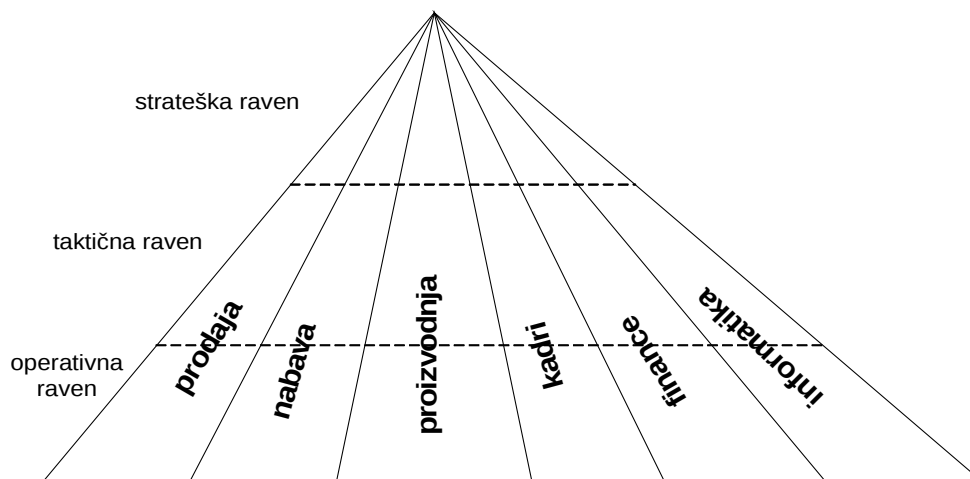 strateška raven
taktična raven
operativna
raven
prodaja
nabava
proizvodnja
kadri
finance
informatika